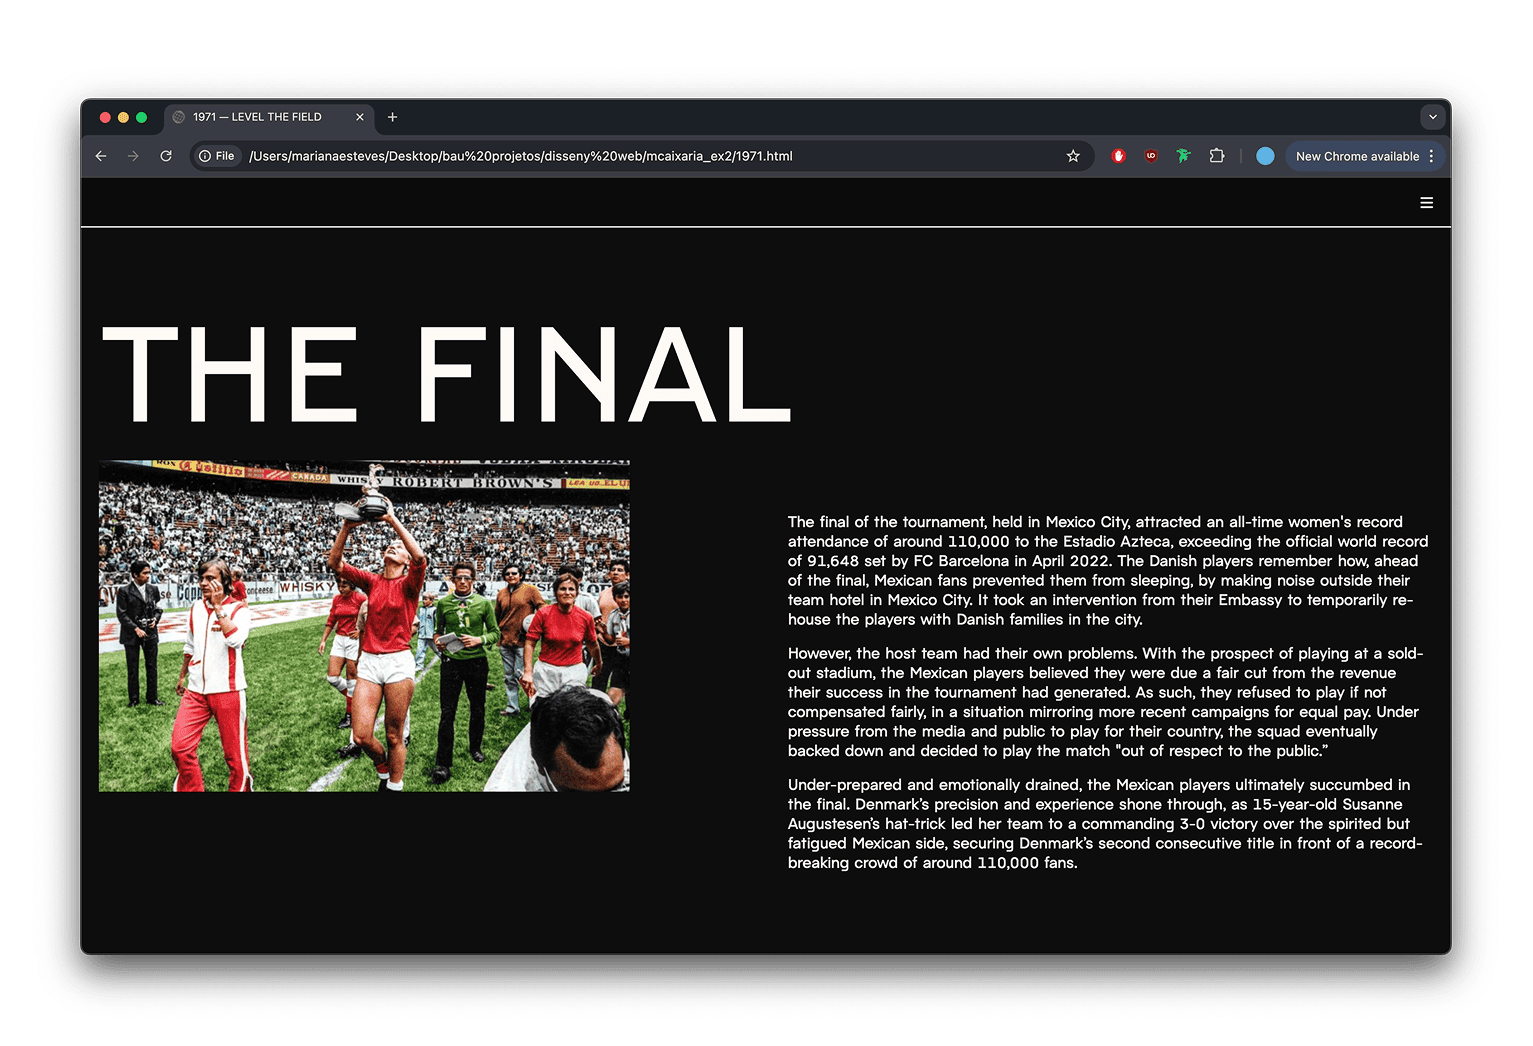 1971 — LEVEL THE FIELD
File /Users/marianaesteves/Desktop/bau%20projetos/disseny%20web/mcaixaria_ex2/1971.html
New Chrome available
THE FINAL
CANADA
WHISKY ROBERT BROWN'S
WHISKY
The final of the tournament, held in Mexico City, attracted an all-time women's record
attendance of around 110,000 to the Estadio Azteca, exceeding the official world record
of 91,648 set by FC Barcelona in April 2022. The Danish players remember how, ahead
of the final, Mexican fans prevented them from sleeping, by making noise outside their
team hotel in Mexico City. It took an intervention from their Embassy to temporarily re-
house the players with Danish families in the city.
However, the host team had their own problems. With the prospect of playing at a sold-
out stadium, the Mexican players believed they were due a fair cut from the revenue
their success in the tournament had generated. As such, they refused to play if not
compensated fairly, in a situation mirroring more recent campaigns for equal pay. Under
pressure from the media and public to play for their country, the squad eventually
backed down and decided to play the match "out of respect to the public.”
Under-prepared and emotionally drained, the Mexican players ultimately succumbed in
the final. Denmark’s precision and experience shone through, as 15-year-old Susanne
Augustesen’s hat-trick led her team to a commanding 3-0 victory over the spirited but
fatigued Mexican side, securing Denmark’s second consecutive title in front of a record-
breaking crowd of around 110,000 fans.